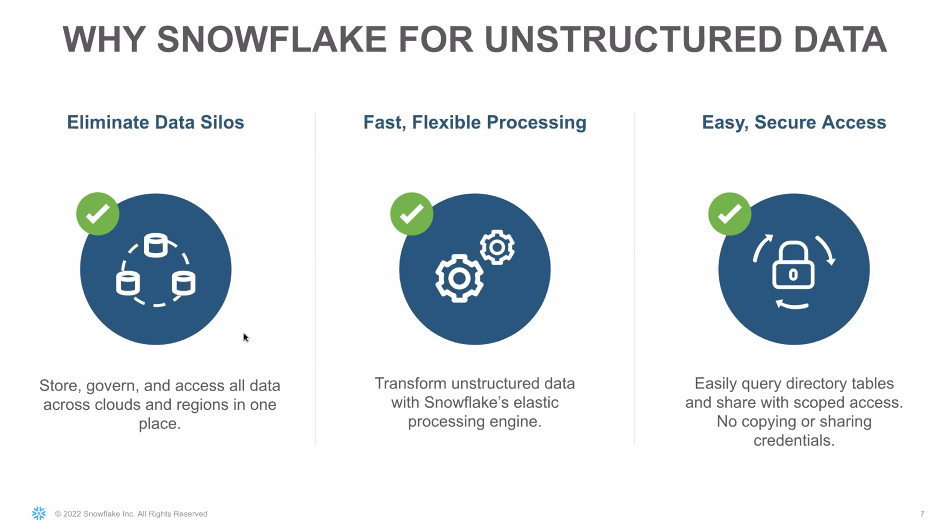 WHY SNOWFLAKE FOR UNSTRUCTURED DATA
Eliminate Data Silos
Store, govern, and access all data
across clouds and regions in one
place.
Fast, Flexible Processing
Transform unstructured data
with Snowflake's elastic
processing engine.
Easy, Secure Access
0
Easily query directory tables
and share with scoped access.
No copying or sharing
credentials.
© 2022 Snowflake Inc. All Rights Reserved
7